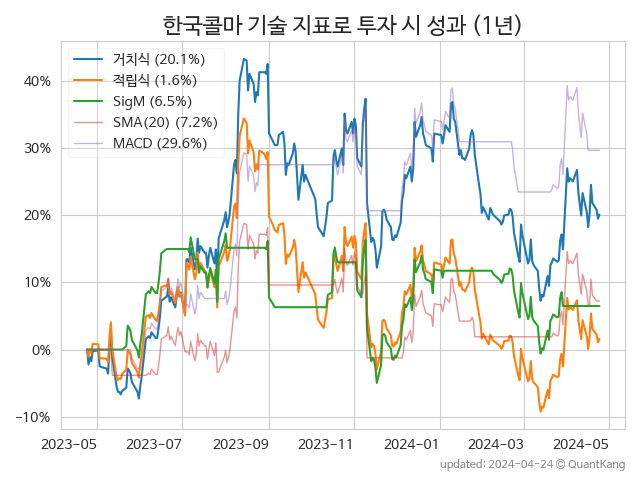 한국콜마 기술 지표로 투자 시 성과 (1년)
거치식 (20.1%)
적립식 (1.6%)
SigM (6.5%)
SMA(20) (7.2%)
MACD (29.6%)
40%
30%
20%
10%
0%
−10%
2023-05 2023-07 2023-09 2023-11 2024-01 2024-03 2024-05
updated: 2024-04-24 © QuantKang